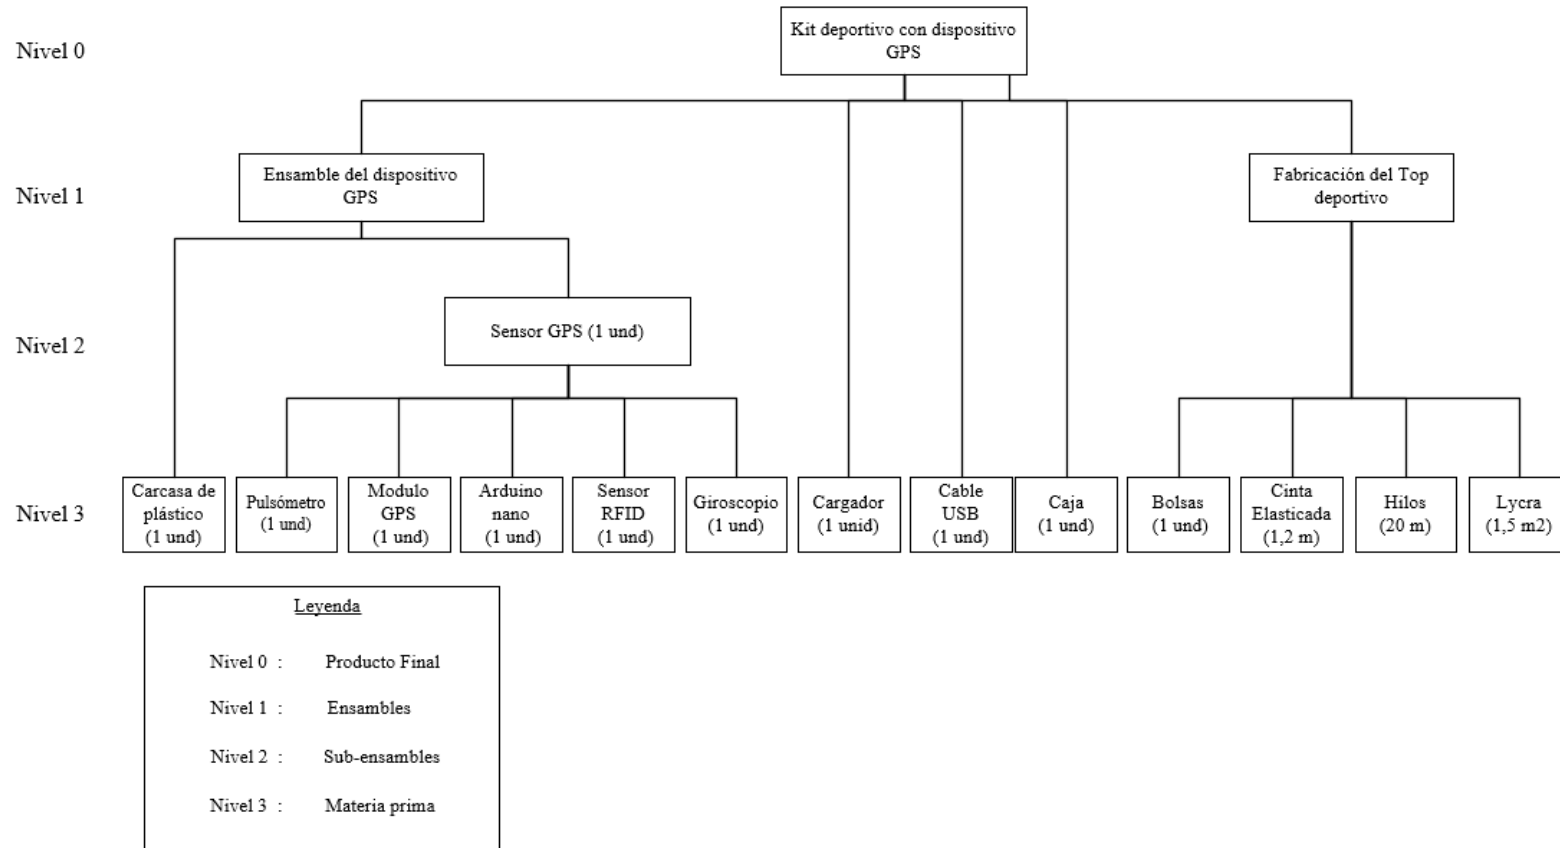 Kit deportivo con dispositivo
GPS
Nivel 0
Ensamble del dispositivo
GPS
Fabricación del Top
deportivo
Nivel 1
Sensor GPS (1 und)
Nivel 2
Carcasa de
plástico
(1 und)
Pulsómetro
(1 und)
Modulo
GPS
(1 und)
Arduino
nano
(1 und)
Sensor
RFID
(1 und)
Giroscopio
(1 und)
Cargador
(1 unid)
Cable
USB
(1 und)
Caja
(1 und)
Bolsas
(1 und)
Cinta
Elasticada
(1,2 m)
Hilos
(20 m)
Lycra
(1,5 m2)
Nivel 3
Leyenda
Nivel 0 : Producto Final
Nivel 1 : Ensambles
Nivel 2 : Sub-ensambles
Nivel 3 : Materia prima